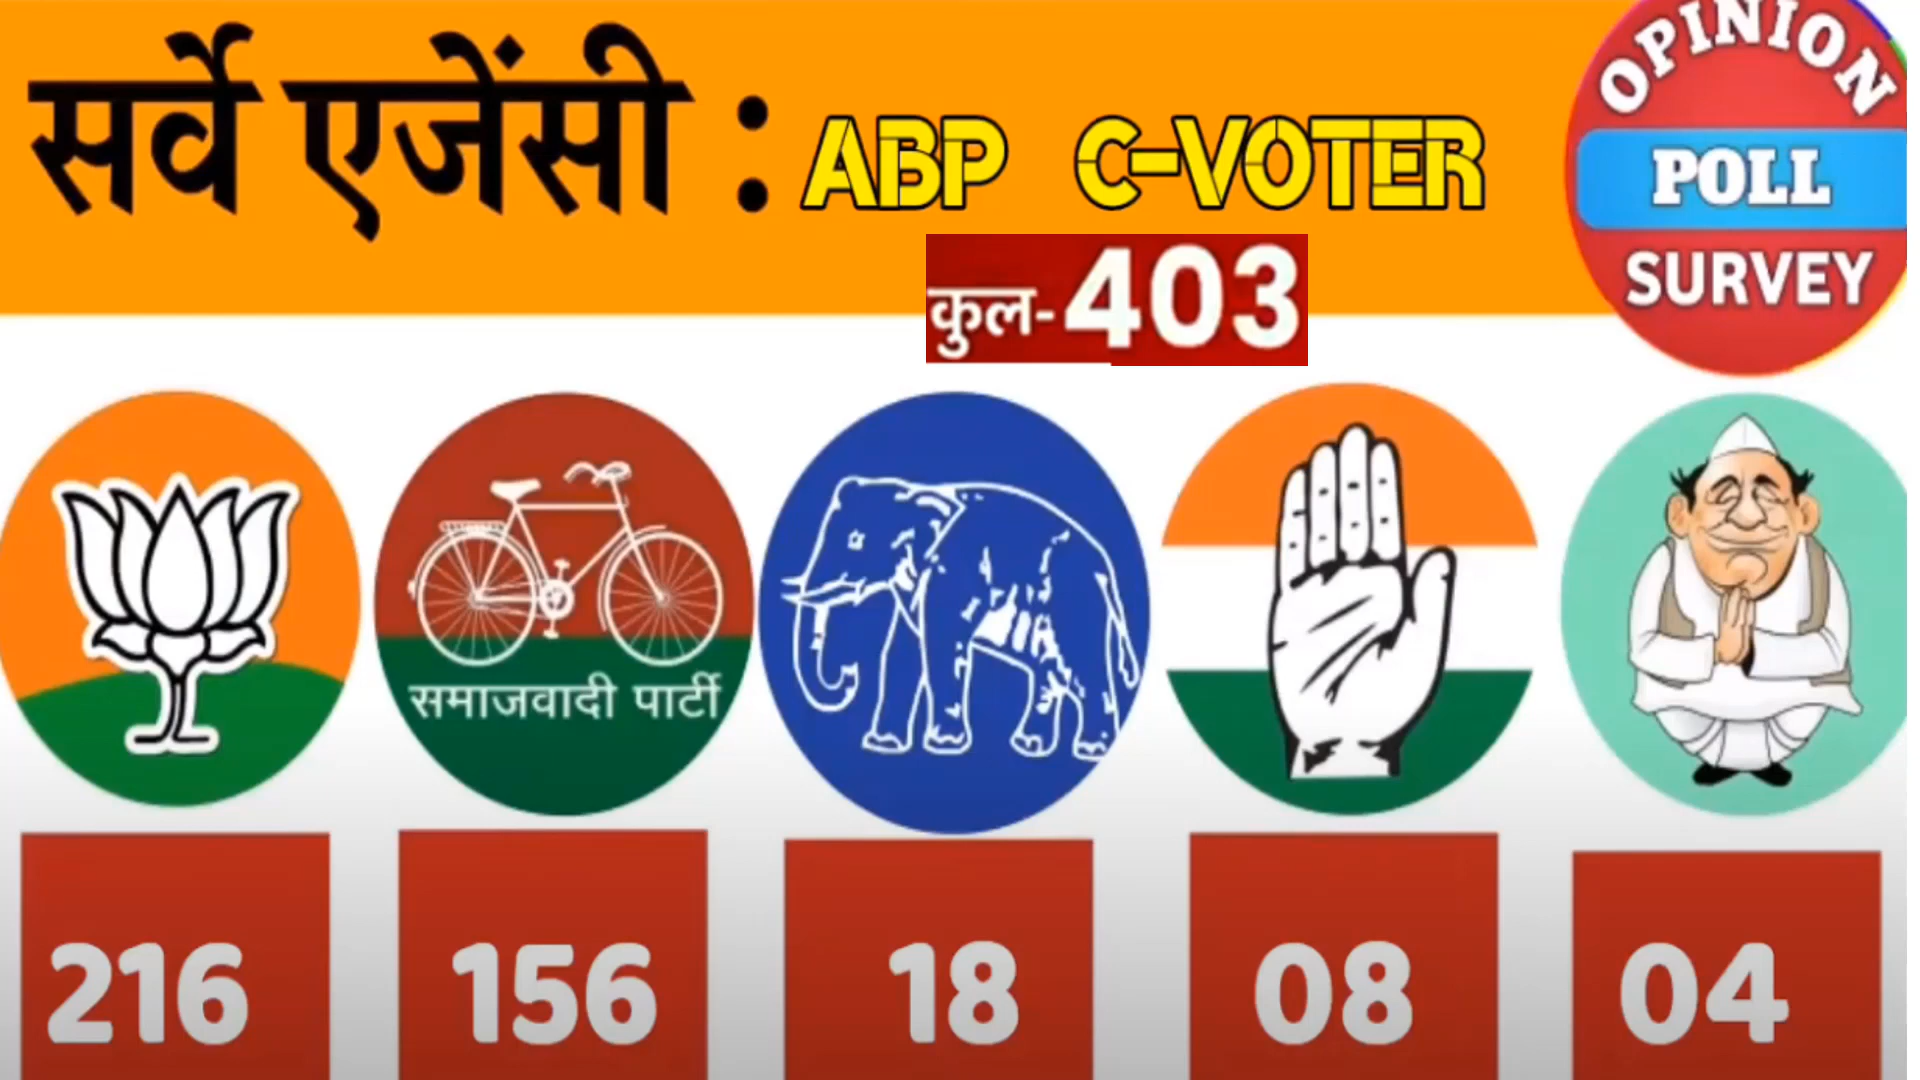 सर्वे एजेंसी : ABP C-VOTER
OPINION
POLL
SURVEY
कुल-403
समाजवादी पार्टी
216 156 18 08 04